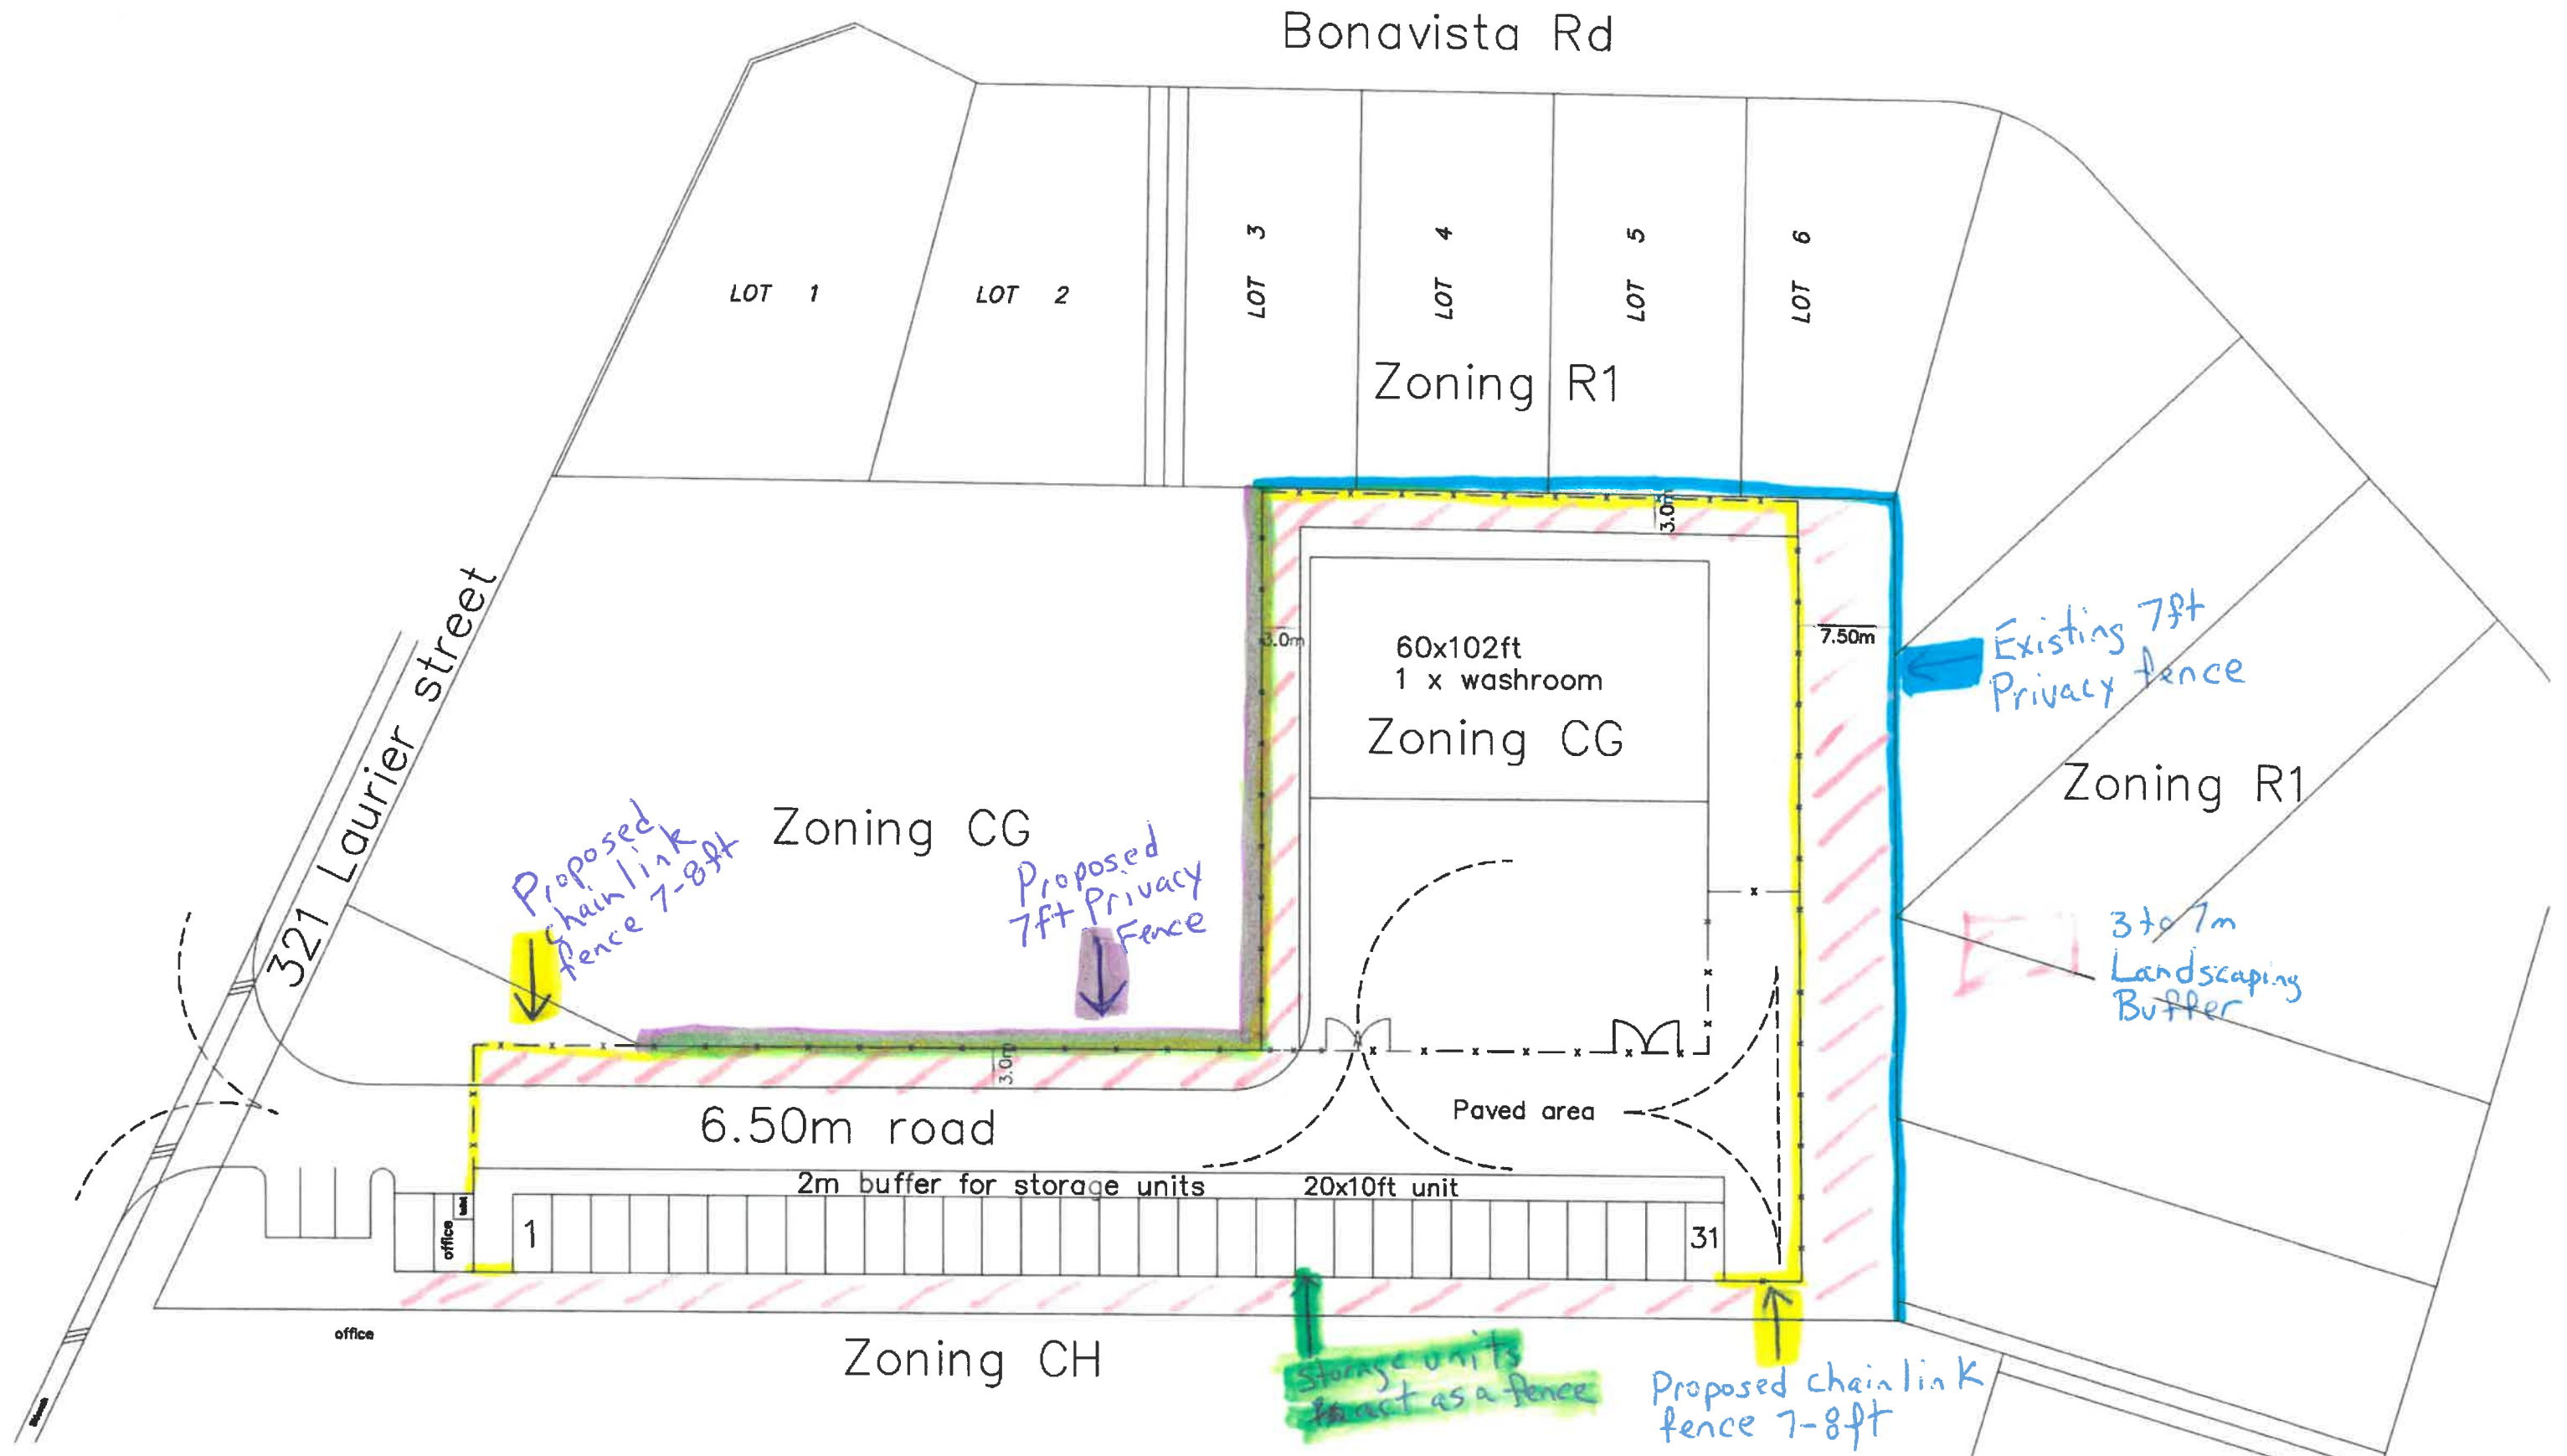 Bonavista Rd
LOT 1
LOT 2
LOT 3
LOT 4
LOT 5
LOT 6
Zoning R1
3.0m
321 Laurier street
3.0m
60x102ft
1 x washroom
Zoning CG
7.50m
Existing 7ft
Privacy fence
Zoning R1
Zoning CG
Proposed
chainlink
fence 7-8ft
Proposed
7ft Privacy
Fence
3 to 7m
Landscaping
Buffer
3.0m
6.50m road
Paved area
2m buffer for storage units
20x10ft unit
office
1
31
office
Zoning CH
storage units
to act as a fence
Proposed chainlink
fence 7-8ft